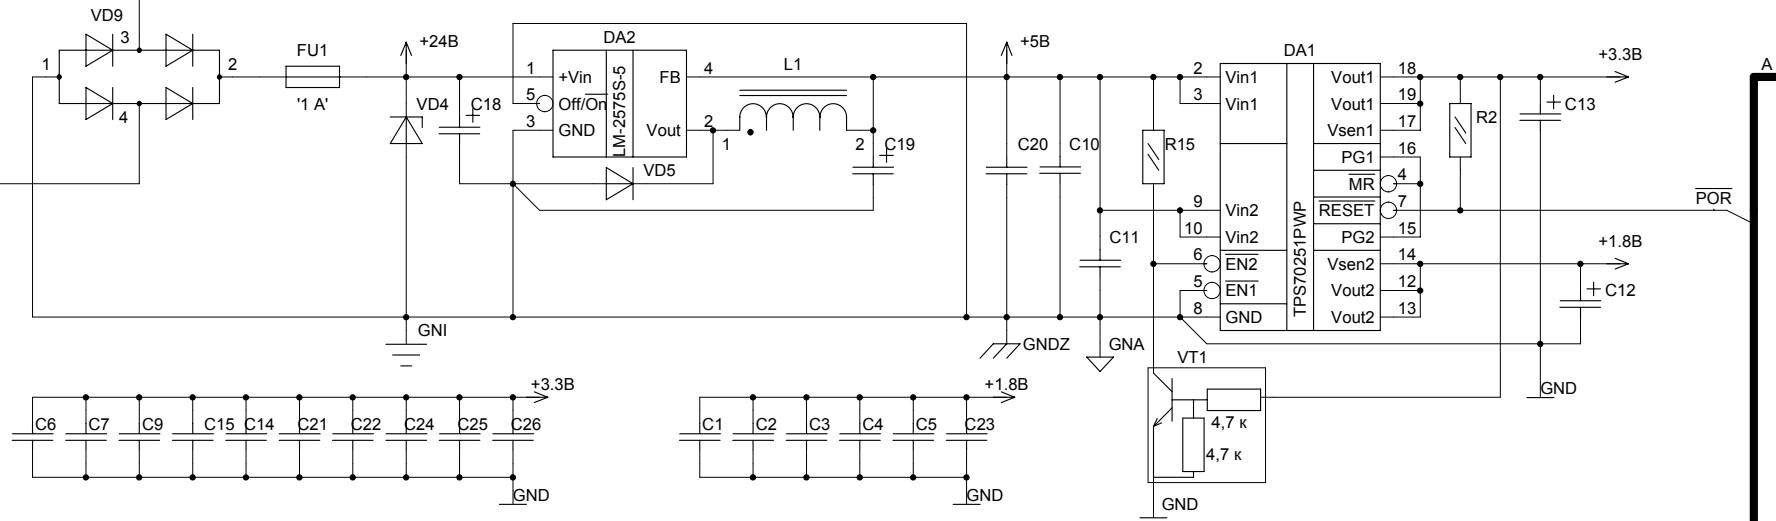 VD9
3
1
2
4
FU1
'1 A'
+24В
VD4
C18
+
DA2
1
+Vin
FB
4
5
Off/On
3
GND
Vout
2
LM-2575S-5
VD5
L1
1
2
C19
+
+5В
C20
C10
R15
C11
DA1
2
Vin1
3
Vin1
9
Vin2
10
Vin2
6
EN2
5
EN1
8
GND
TPS70251PWP
Vout1
18
Vout1
19
Vsen1
17
PG1
16
MR
4
RESET
7
PG2
15
Vsen2
14
Vout2
12
Vout2
13
R2
+3.3В
+
C13
POR
A
+1.8В
+
C12
GNI
GNDZ
GNA
VT1
4,7 к
4,7 к
GND
GND
+3.3В
C6
C7
C9
C15
C14
C21
C22
C24
C25
C26
GND
+1.8В
C1
C2
C3
C4
C5
C23
GND